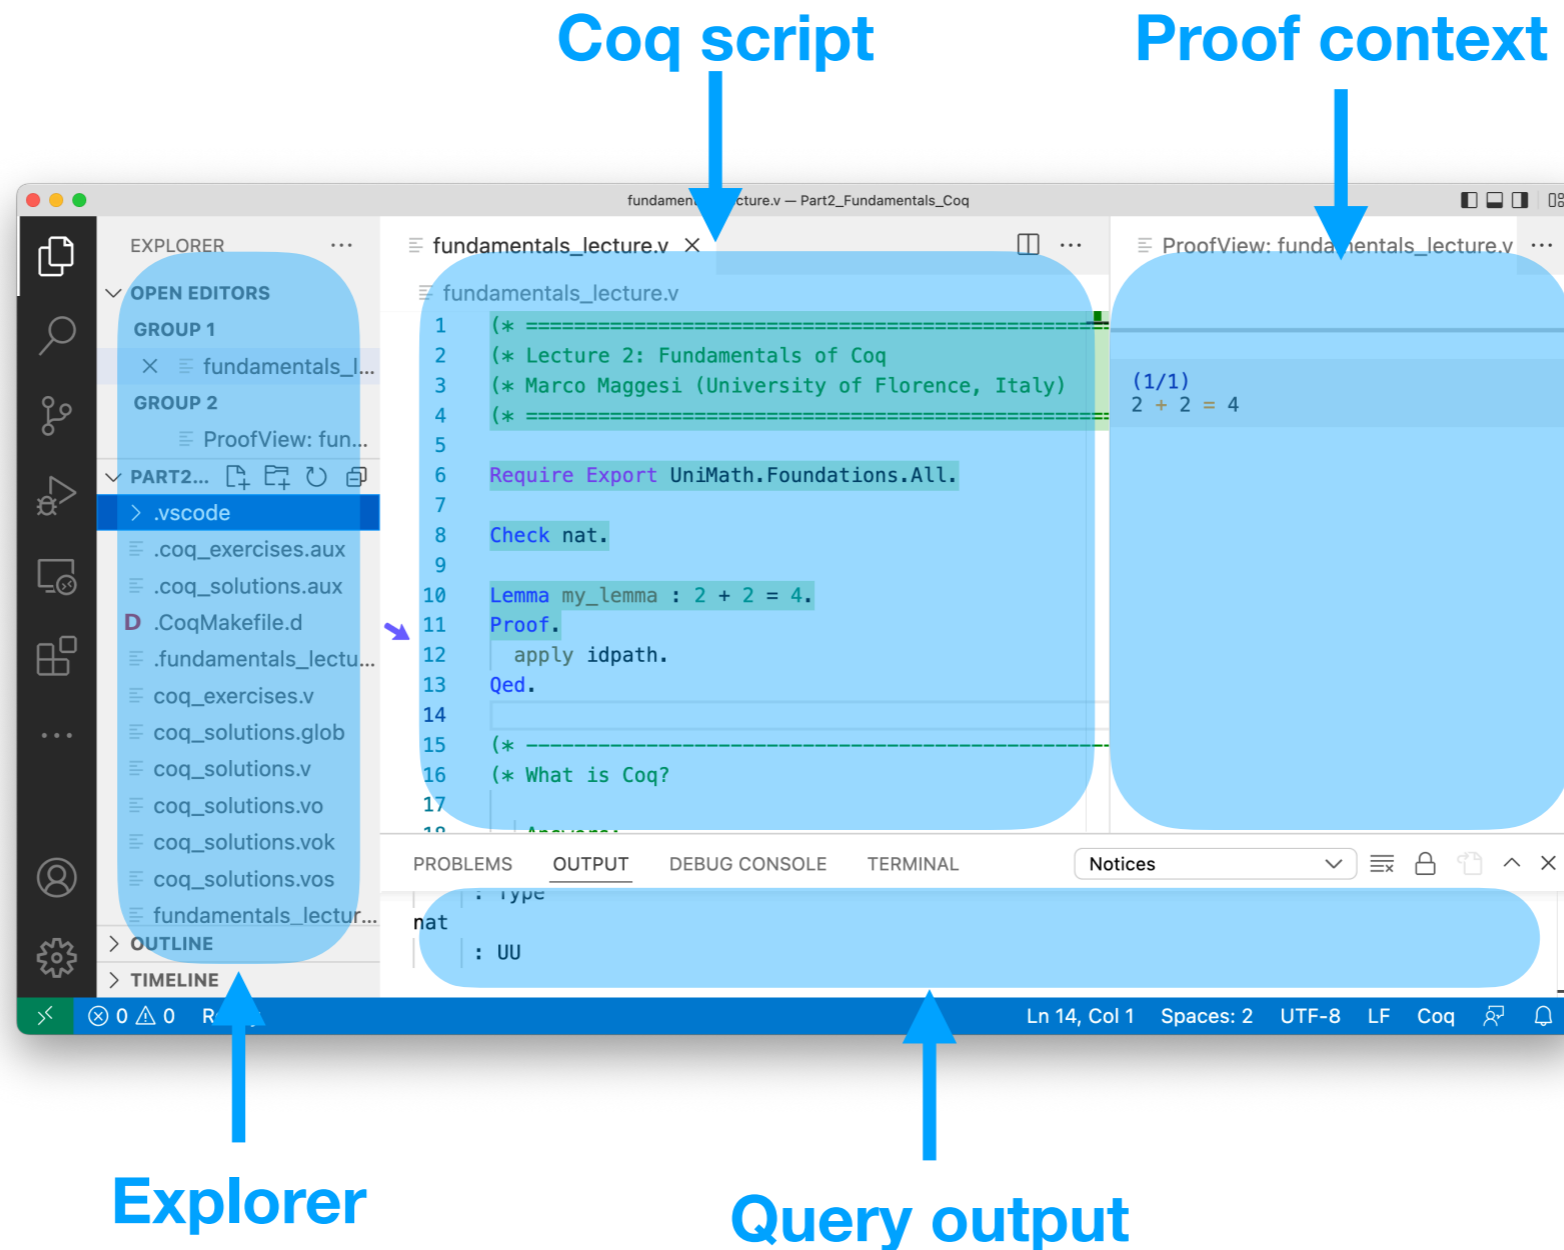 Coq script
Proof context
fundamentals_lecture.v — Part2_Fundamentals_Coq
EXPLORER
OPEN EDITORS
GROUP 1
fundamentals_l...
GROUP 2
ProofView: fun...
PART2...
.vscode
.coq_exercises.aux
.coq_solutions.aux
D .CoqMakefile.d
.fundamentals_lectu...
coq_exercises.v
coq_solutions.glob
coq_solutions.v
coq_solutions.vo
coq_solutions.vok
coq_solutions.vos
fundamentals_lectur...
OUTLINE
TIMELINE
fundamentals_lecture.v
fundamentals_lecture.v
1 (* ================================================
2 (* Lecture 2: Fundamentals of Coq
3 (* Marco Maggesi (University of Florence, Italy)
4 (* ================================================
5
6 Require Export UniMath.Foundations.All.
7
8 Check nat.
9
10 Lemma my_lemma : 2 + 2 = 4.
11 Proof.
12 apply idpath.
13 Qed.
14
15 (* ------------------------------------------------
16 (* What is Coq?
17
18 Answers:
ProofView: fundamentals_lecture.v
(1/1)
2 + 2 = 4
PROBLEMS OUTPUT DEBUG CONSOLE TERMINAL Notices
: Type
nat
: UU
0 0
Ln 14, Col 1 Spaces: 2 UTF-8 LF Coq
Explorer
Query output